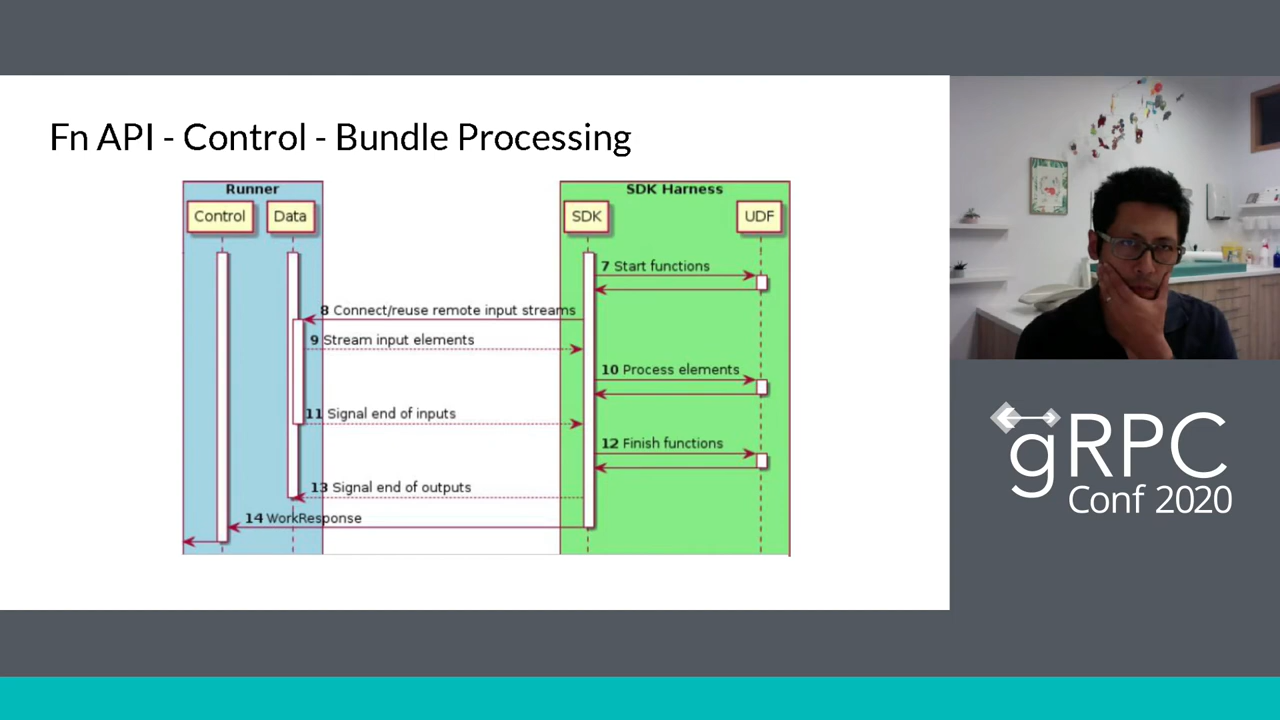 Fn API - Control - Bundle Processing
Runner
SDK Harness
Control
Data
SDK
UDF
7 Start functions
8 Connect/reuse remote input streams
9 Stream input elements
10 Process elements
11 Signal end of inputs
12 Finish functions
13 Signal end of outputs
14 WorkResponse
gRPC
Conf 2020